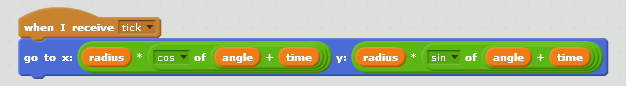 when I receive tick
go to x: radius * cos of angle + time y: radius * sin of angle + time